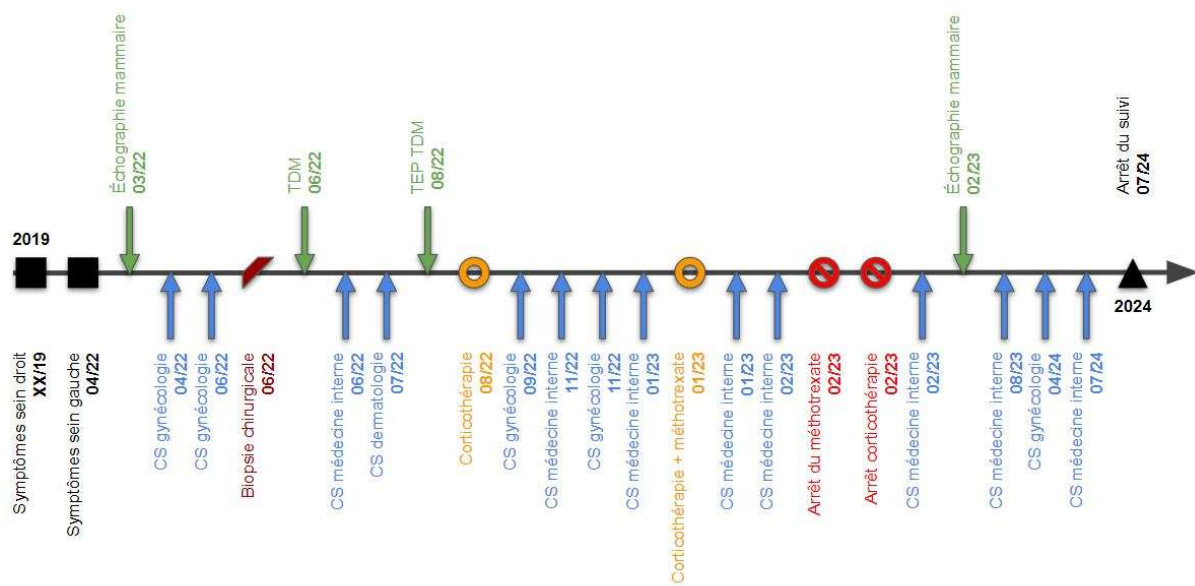 Échographie mammaire
03/22
TDM
06/22
TEP TDM
08/22
Échographie mammaire
02/23
Arrêt du suivi
07/24
2019
2024
Symptômes sein droit
XX/19
Symptômes sein gauche
04/22
CS gynécologie
04/22
CS gynécologie
06/22
Biopsie chirurgicale
06/22
CS médecine interne
06/22
CS dermatologie
07/22
Corticothérapie
08/22
CS gynécologie
09/22
CS médecine interne
11/22
CS gynécologie
11/22
CS médecine interne
01/23
Corticothérapie + méthotrexate
01/23
CS médecine interne
01/23
CS médecine interne
02/23
Arrêt du méthotrexate
02/23
Arrêt corticothérapie
02/23
CS médecine interne
02/23
CS médecine interne
08/23
CS gynécologie
04/24
CS médecine interne
07/24